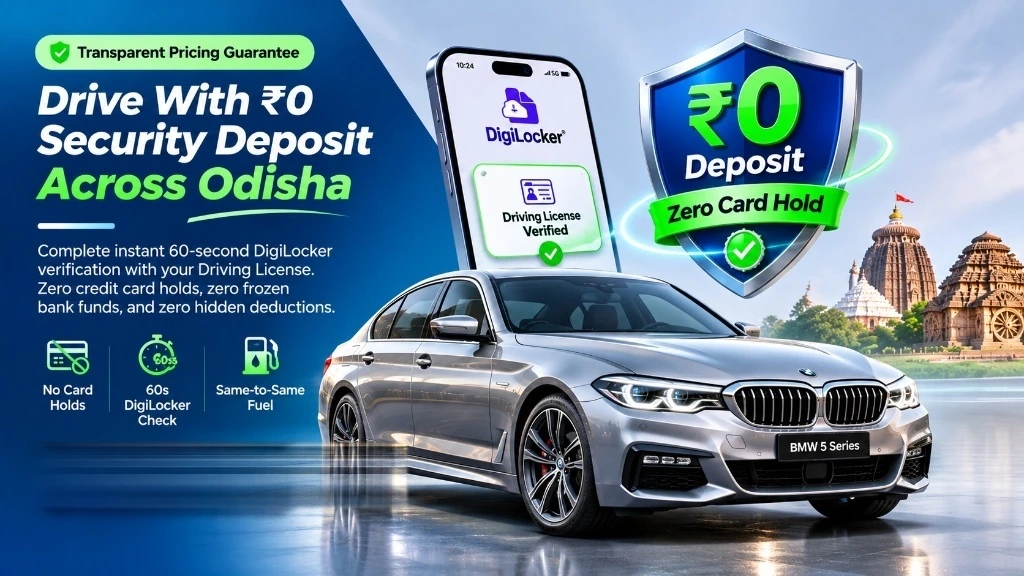 Transparent Pricing Guarantee
Drive With ₹0
Security Deposit
Across Odisha
Complete instant 60-second DigiLocker
verification with your Driving License.
Zero credit card holds, zero frozen
bank funds, and zero hidden deductions.
No Card
Holds
60s
60s
DigiLocker
Check
Same-to-Same
Fuel
10:24
5G
DigiLocker
Driving License
Verified
₹0
Deposit
Zero Card Hold
BMW 5 Series